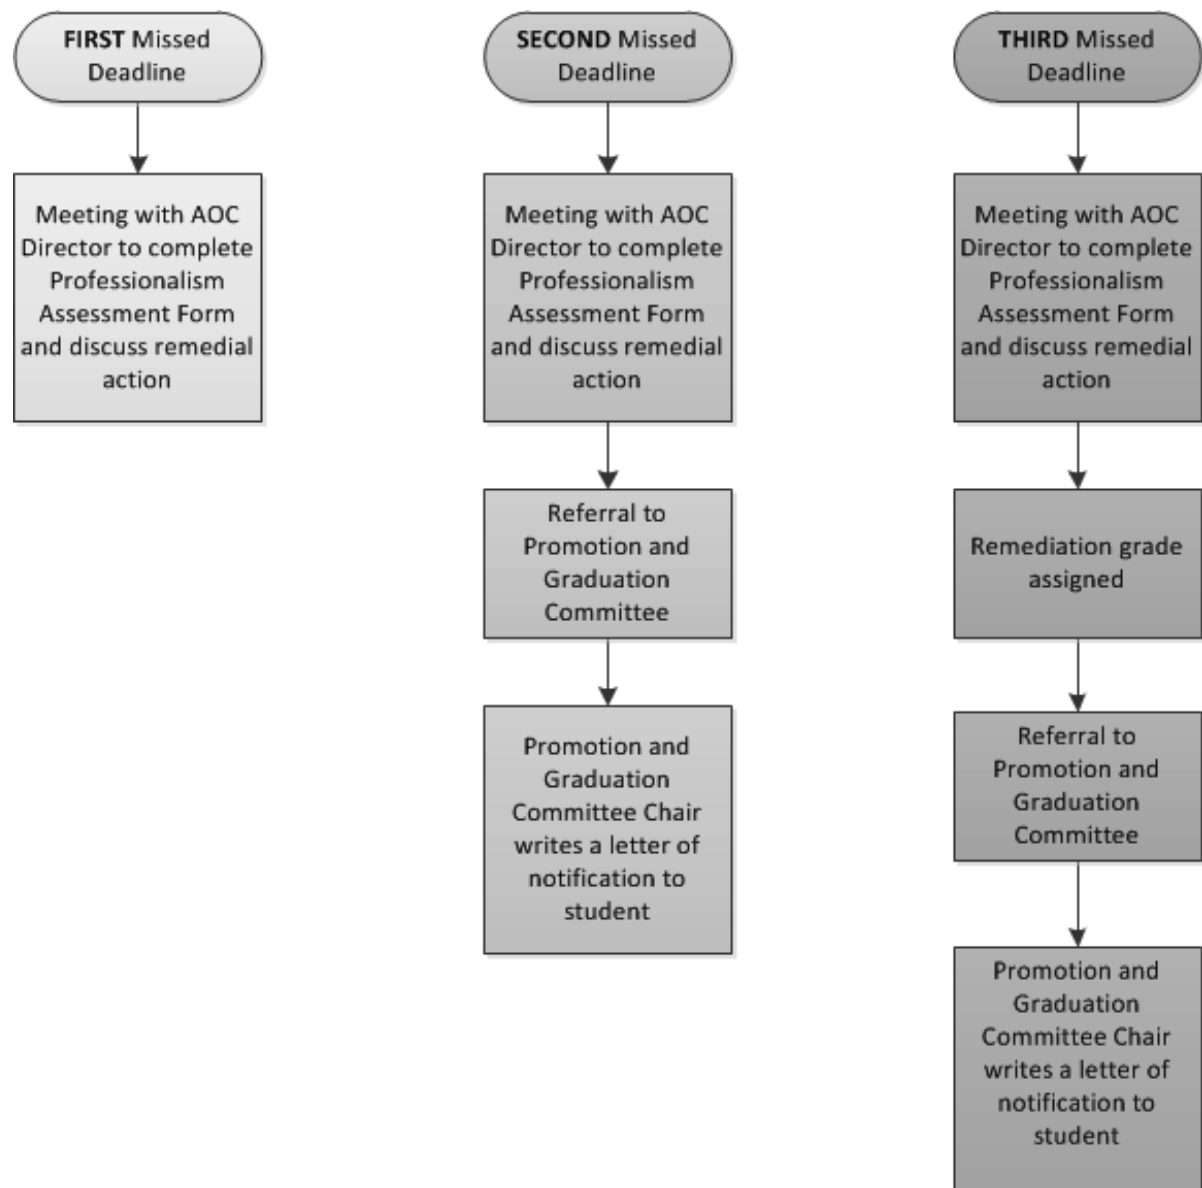 FIRST Missed
Deadline
Meeting with AOC
Director to complete
Professionalism
Assessment Form
and discuss remedial
action
SECOND Missed
Deadline
Meeting with AOC
Director to complete
Professionalism
Assessment Form
and discuss remedial
action
Referral to
Promotion and
Graduation
Committee
Promotion and
Graduation
Committee Chair
writes a letter of
notification to
student
THIRD Missed
Deadline
Meeting with AOC
Director to complete
Professionalism
Assessment Form
and discuss remedial
action
Remediation grade
assigned
Referral to
Promotion and
Graduation
Committee
Promotion and
Graduation
Committee Chair
writes a letter of
notification to
student